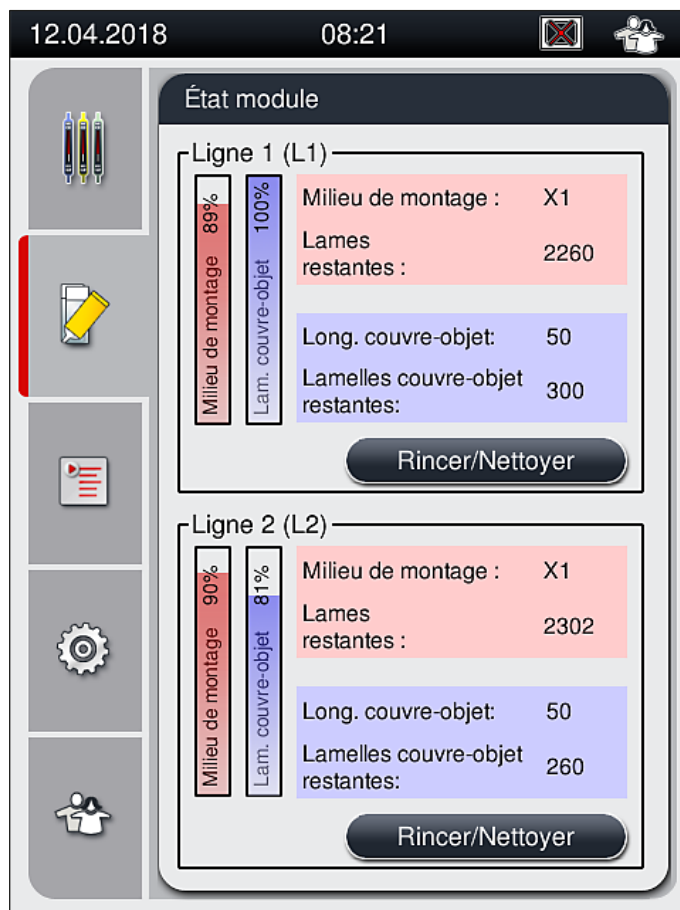 12.04.2018 08:21
État module
Ligne 1 (L1)
Milieu de montage 89%
Lam. couvre-objet 100%
Milieu de montage : X1
Lames
restantes : 2260
Long. couvre-objet: 50
Lamelles couvre-objet
restantes: 300
Rincer/Nettoyer
Ligne 2 (L2)
Milieu de montage 90%
Lam. couvre-objet 81%
Milieu de montage : X1
Lames
restantes : 2302
Long. couvre-objet: 50
Lamelles couvre-objet
restantes: 260
Rincer/Nettoyer